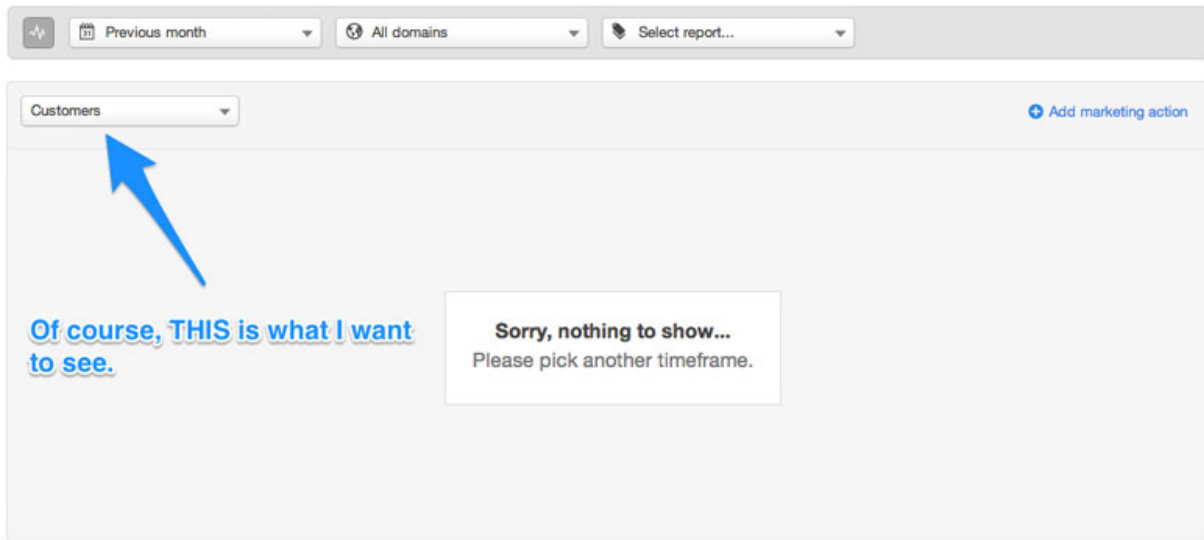 Previous month
All domains
Select report...
Customers
Add marketing action
Of course, THIS is what I want
to see.
Sorry, nothing to show...
Please pick another timeframe.